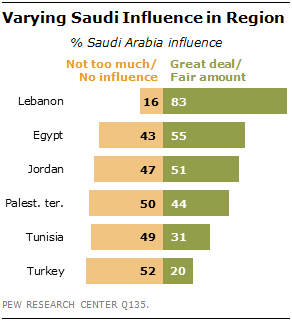 Varying Saudi Influence in Region
% Saudi Arabia influence
Not too much/ Great deal/
No influence Fair amount
Lebanon 16 83
Egypt 43 55
Jordan 47 51
Palest. ter. 50 44
Tunisia 49 31
Turkey 52 20
PEW RESEARCH CENTER Q135.